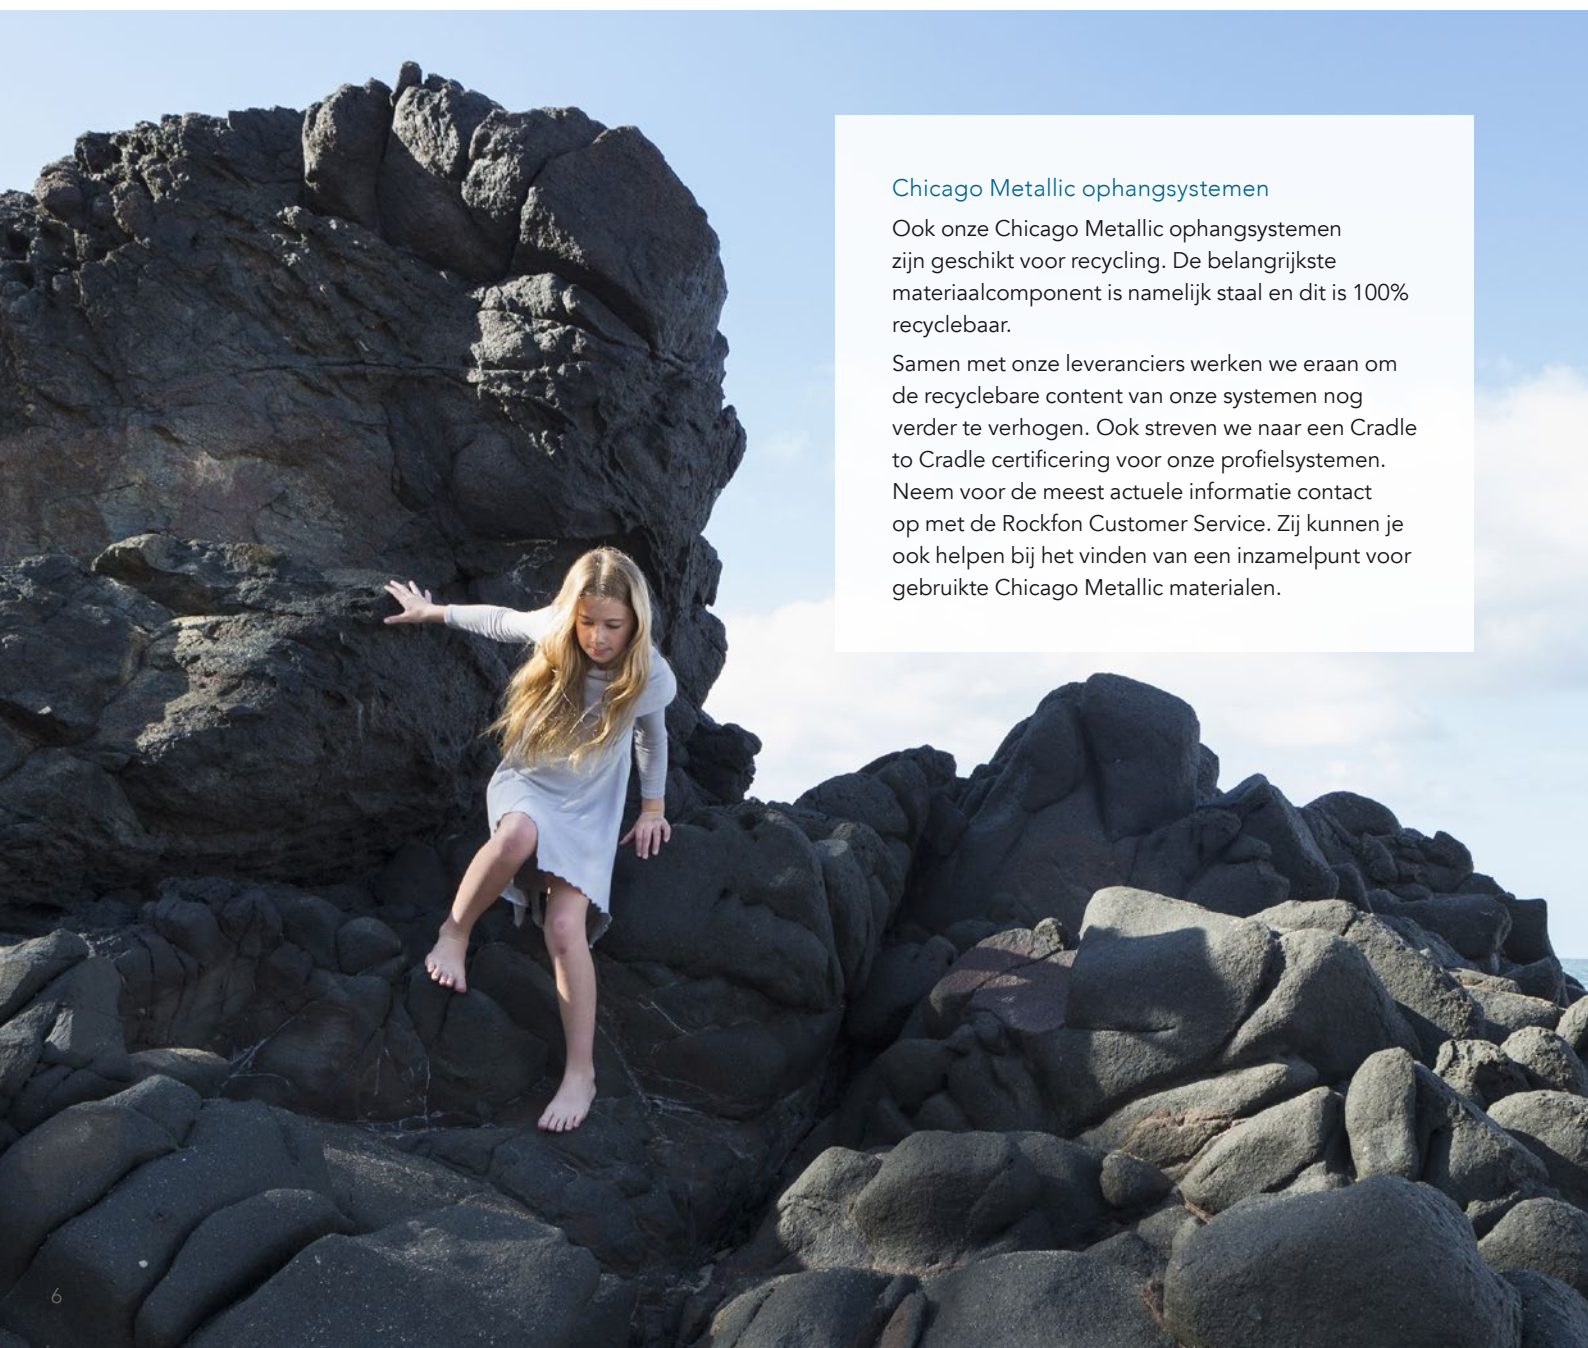 Chicago Metallic ophangsystemen
Ook onze Chicago Metallic ophangsystemen
zijn geschikt voor recycling. De belangrijkste
materiaalcomponent is namelijk staal en dit is 100%
recyclebaar.
Samen met onze leveranciers werken we eraan om
de recyclebare content van onze systemen nog
verder te verhogen. Ook streven we naar een Cradle
to Cradle certificering voor onze profielsystemen.
Neem voor de meest actuele informatie contact
op met de Rockfon Customer Service. Zij kunnen je
ook helpen bij het vinden van een inzamelpunt voor
gebruikte Chicago Metallic materialen.
6